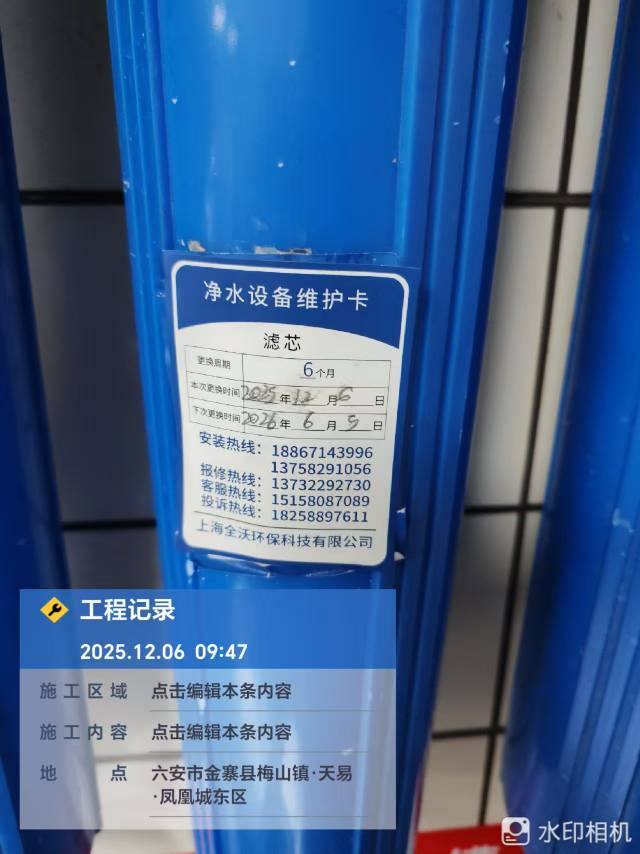 净水设备维护卡
滤芯
更换周期 6个月
本次更换时间 2025年12月6日
下次更换时间 2026年6月5日
安装热线：18867143996
13758291056
报修热线：13732292730
客服热线：15158087089
投诉热线：18258897611
上海全沃环保科技有限公司
工程记录
2025.12.06 09:47
施工区域 点击编辑本条内容
施工内容 点击编辑本条内容
地点 六安市金寨县梅山镇·天易
·凤凰城东区
水印相机